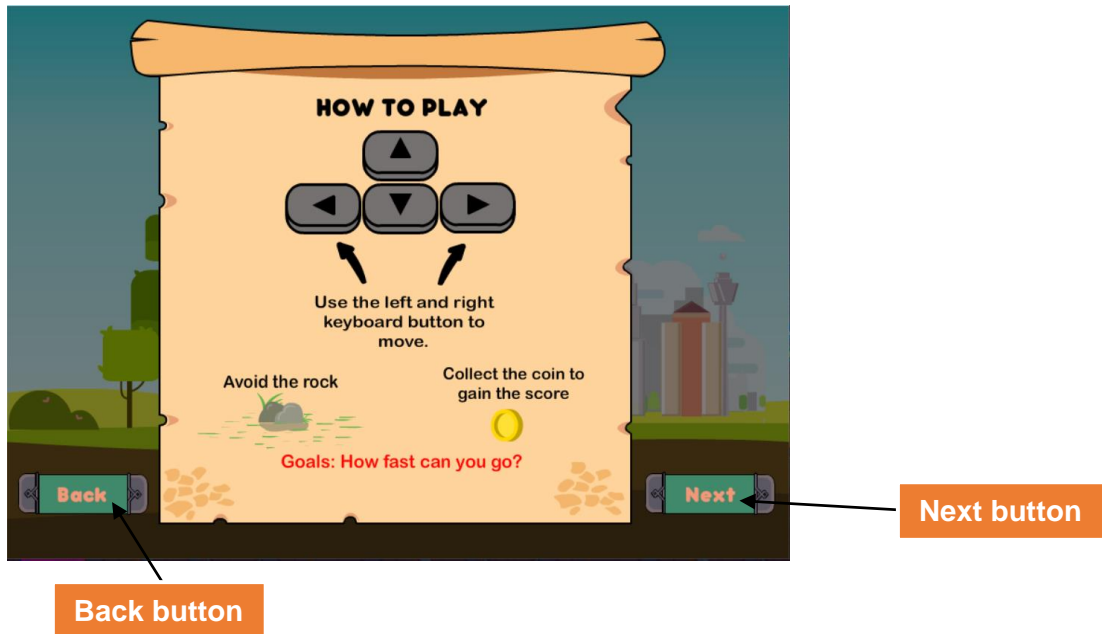 HOW TO PLAY
Use the left and right
keyboard button to
move.
Avoid the rock
Collect the coin to
gain the score
Goals: How fast can you go?
Back
Next
Next button
Back button